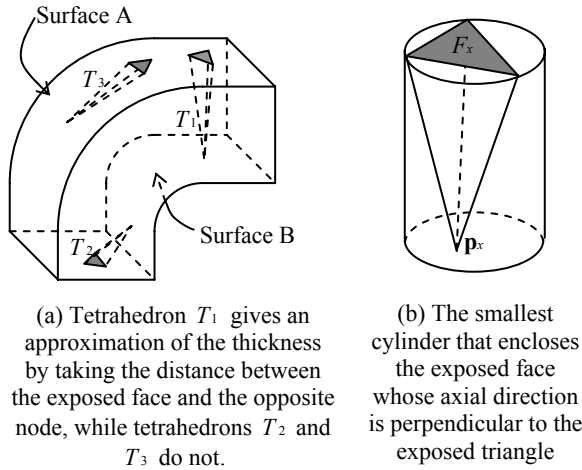 Surface A
T3
T1
T2
Surface B
Fx
px
(a) Tetrahedron T1 gives an
approximation of the thickness
by taking the distance between
the exposed face and the opposite
node, while tetrahedrons T2 and
T3 do not.
(b) The smallest
cylinder that encloses
the exposed face
whose axial direction
is perpendicular to the
exposed triangle